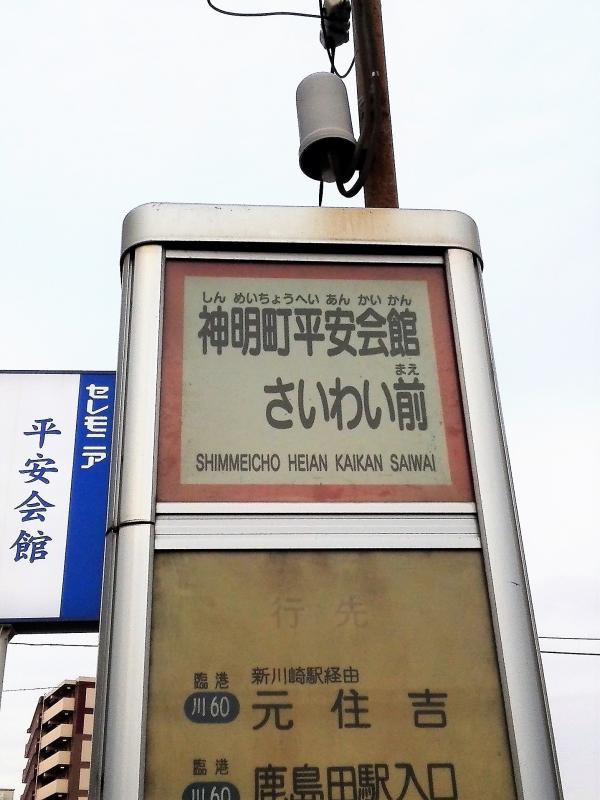 しんめいちょうへいあんかいかん
神明町平安会館
まえ
さいわい前
SHIMMEICHO HEIAN KAIKAN SAIWAI
セレモニア
平安会館
行先
臨港
新川崎駅経由
川60
元住吉
臨港
川60
鹿島田駅入口